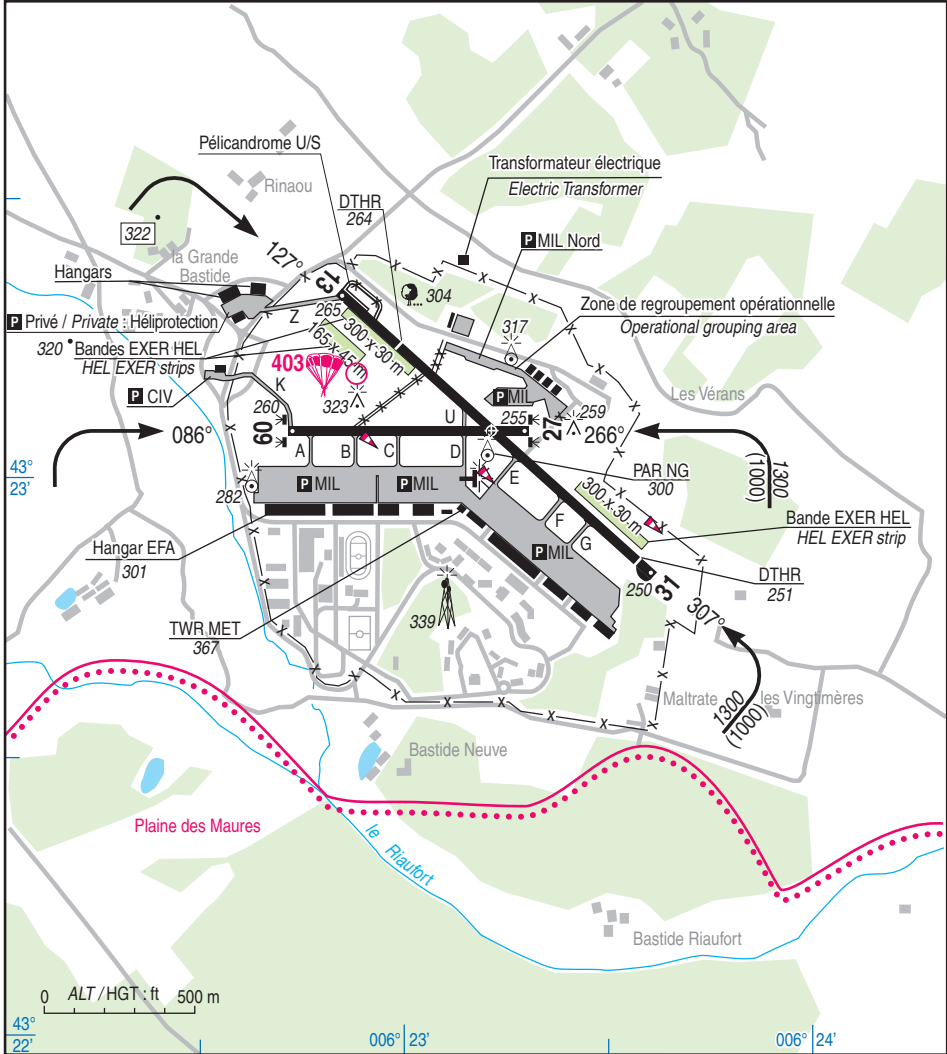 Pélicandrome U/S
Rinaou
Transformateur électrique
Electric Transformer
DTHR
264
322
P MIL Nord
127°
la Grande
Bastide
Hangars
13
304
Zone de regroupement opérationnelle
Operational grouping area
Z
265
P Privé / Private : Héliprotection
300 x 30 m
317
320
Bandes EXER HEL
HEL EXER strips
165 x 45 m
403
Les Vérans
P CIV
K
323
P MIL
260
U
255
259
086°
09
27
266°
1300
(1000)
A
B
C
D
E
PAR NG
300
43°
23'
282
P MIL
P MIL
300 x 30 m
F
G
Bande EXER HEL
HEL EXER strip
Hangar EFA
301
P MIL
DTHR
251
250
31
307°
TWR MET
367
339
Maltrate
les Vingtimères
1300
(1000)
Bastide Neuve
Plaine des Maures
le Riaufort
Bastide Riaufort
0
ALT / HGT : ft
500 m
43°
22'
006° 23'
006° 24'